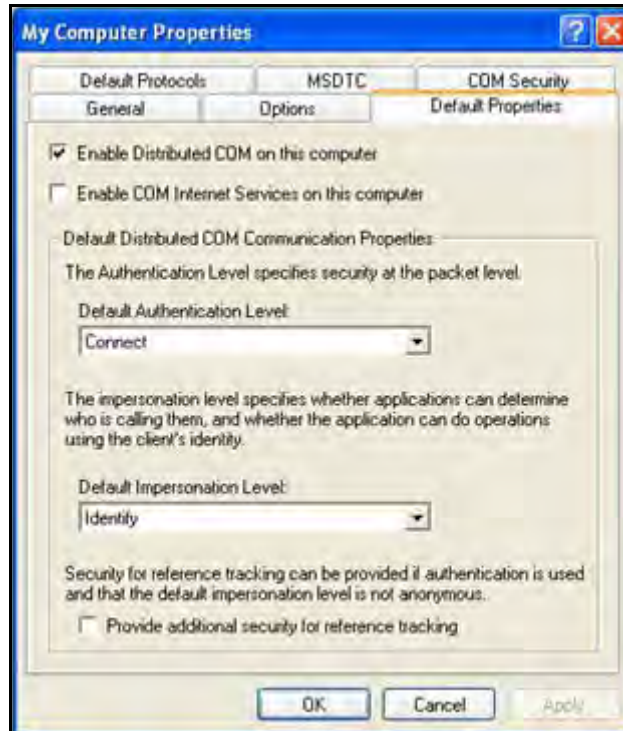 My Computer Properties
Default Protocols MSDTC COM Security
General Options Default Properties
Enable Distributed COM on this computer
Enable COM Internet Services on this computer
Default Distributed COM Communication Properties
The Authentication Level specifies security at the packet level.
Default Authentication Level:
Connect
The impersonation level specifies whether applications can determine
who is calling them, and whether the application can do operations
using the client's identity.
Default Impersonation Level:
Identify
Security for reference tracking can be provided if authentication is used
and that the default impersonation level is not anonymous.
Provide additional security for reference tracking
OK Cancel Apply